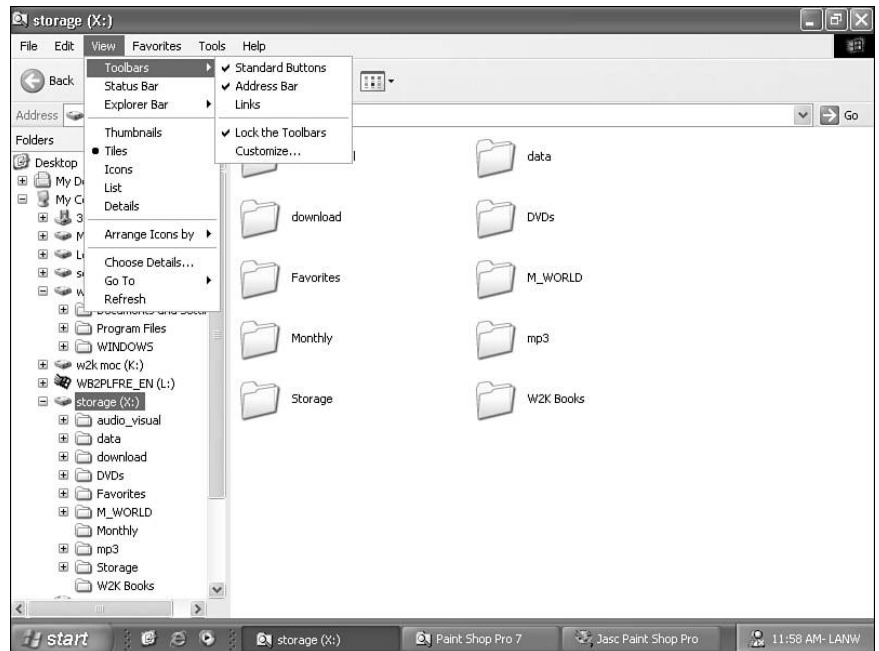 storage (X:)
File Edit View Favorites Tools Help
Back
Address
Go
Toolbars
Status Bar
Explorer Bar
Thumbnails
Tiles
Icons
List
Details
Arrange Icons by
Choose Details...
Go To
Refresh
Standard Buttons
Address Bar
Links
Lock the Toolbars
Customize...
Folders
Desktop
My
My
3
M
w
Program Files
WINDOWS
w2k moc (K:)
WB2PLFRE_EN (L:)
storage (X:)
audio_visual
data
download
DVDs
Favorites
M_WORLD
Monthly
mp3
Storage
W2K Books
data
download DVDs
Favorites M_WORLD
Monthly mp3
Storage W2K Books
start storage (X:) Paint Shop Pro 7 Jasc Paint Shop Pro 11:58 AM- LANW